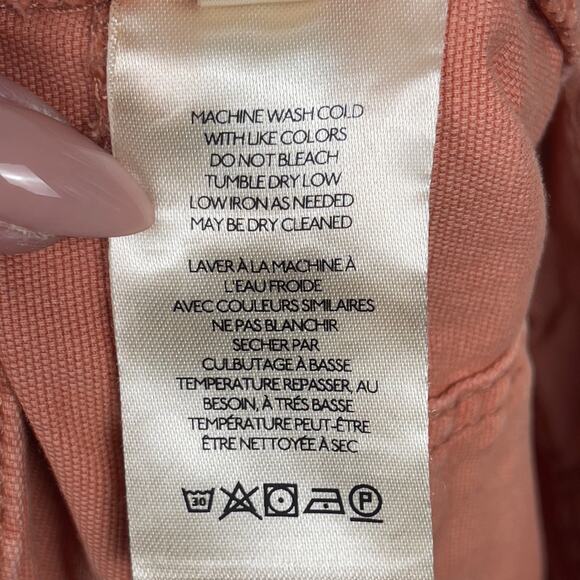 MACHINE WASH COLD
WITH LIKE COLORS
DO NOT BLEACH
TUMBLE DRY LOW
LOW IRON AS NEEDED
MAY BE DRY CLEANED
LAVER À LA MACHINE À
L'EAU FROIDE
AVEC COULEURS SIMILAIRES
NE PAS BLANCHIR
SECHER PAR
CULBUTAGE À BASSE
TEMPERATURE REPASSER, AU
BESOIN, À TRÉS BASSE
TEMPÉRATURE PEUT-ÊTRE
ÊTRE NETTOYÉE À SEC
30 P